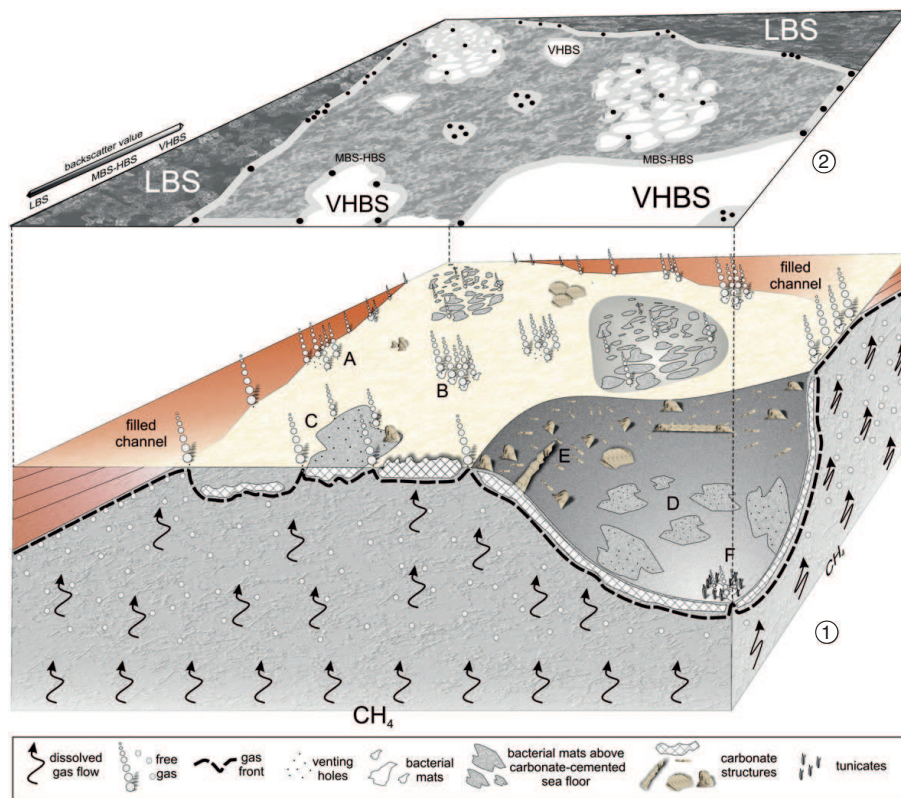 LBS
VHBS
backscatter value
VHBS
MBS-HBS
LBS
MBS-HBS
MBS-HBS
LBS
VHBS
VHBS
②
filled
channel
A
B
C
filled
channel
E
D
F
CH₄
①
CH₄
dissolved
gas flow
free
gas
gas
front
venting
holes
bacterial
mats
bacterial mats above
carbonate-cemented
sea floor
carbonate
structures
tunicates